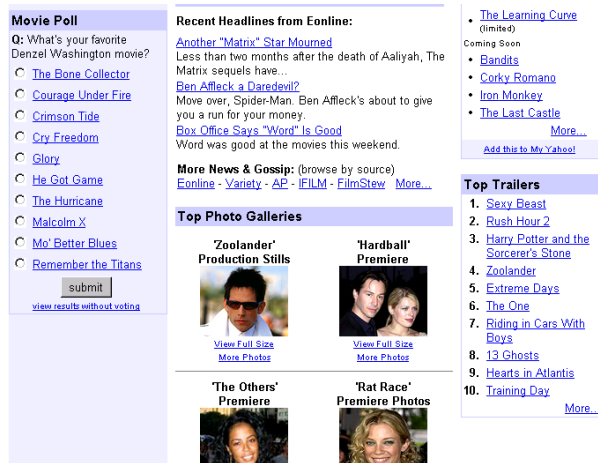 Movie Poll
Q: What's your favorite
Denzel Washington movie?
The Bone Collector
Courage Under Fire
Crimson Tide
Cry Freedom
Glory
He Got Game
The Hurricane
Malcolm X
Mo' Better Blues
Remember the Titans
submit
view results without voting
Recent Headlines from Eonline:
Another "Matrix" Star Mourned
Less than two months after the death of Aaliyah, The
Matrix sequels have...
Ben Affleck a Daredevil?
Move over, Spider-Man. Ben Affleck's about to give
you a run for your money.
Box Office Says "Word" Is Good
Word was good at the movies this weekend.
More News & Gossip: (browse by source)
Eonline - Variety - AP - IFILM - FilmStew More...
Top Photo Galleries
'Zoolander'
Production Stills
View Full Size
More Photos
'Hardball'
Premiere
View Full Size
More Photos
'The Others'
Premiere
'Rat Race'
Premiere Photos
The Learning Curve
(limited)
Coming Soon
Bandits
Corky Romano
Iron Monkey
The Last Castle
More...
Add this to My Yahoo!
Top Trailers
1. Sexy Beast
2. Rush Hour 2
3. Harry Potter and the
Sorcerer's Stone
4. Zoolander
5. Extreme Days
6. The One
7. Riding in Cars With
Boys
8. 13 Ghosts
9. Hearts in Atlantis
10. Training Day
More..